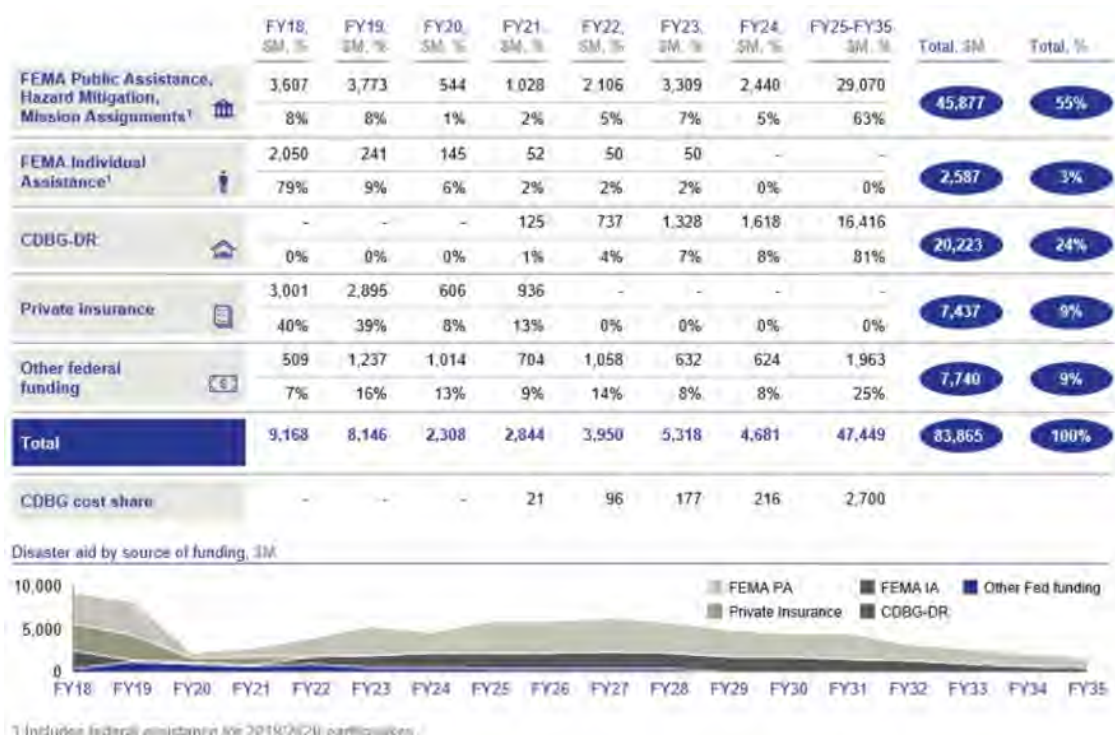 FY18, FY19, FY20, FY21, FY22, FY23, FY24, FY25-FY35
$M, % $M, % $M, % $M, % $M, % $M, % $M, % $M, % Total, $M Total, %
FEMA Public Assistance,
Hazard Mitigation,
Mission Assignments¹
3,607 3,773 544 1,028 2,106 3,309 2,440 29,070
45,877 55%
8% 8% 1% 2% 5% 7% 5% 63%
FEMA Individual
Assistance¹
2,050 241 145 52 50 50 - -
2,587 3%
79% 9% 6% 2% 2% 2% 0% 0%
CDBG-DR
- - - 125 737 1,328 1,618 16,416
20,223 24%
0% 0% 0% 1% 4% 7% 8% 81%
Private Insurance
3,001 2,895 606 936 - - - -
7,437 9%
40% 39% 8% 13% 0% 0% 0% 0%
Other federal
funding
509 1,237 1,014 704 1,058 632 624 1,963
7,740 9%
7% 16% 13% 9% 14% 8% 8% 25%
Total 9,168 8,146 2,308 2,844 3,950 5,318 4,681 47,449 83,865 100%
CDBG cost share - - - 21 96 177 216 2,700
Disaster aid by source of funding, $M
10,000
5,000
0
FEMA PA FEMA IA Other Fed funding
Private Insurance CDBG-DR
FY18 FY19 FY20 FY21 FY22 FY23 FY24 FY25 FY26 FY27 FY28 FY29 FY30 FY31 FY32 FY33 FY34 FY35
1 Includes federal assistance for 2019/2020 earthquakes